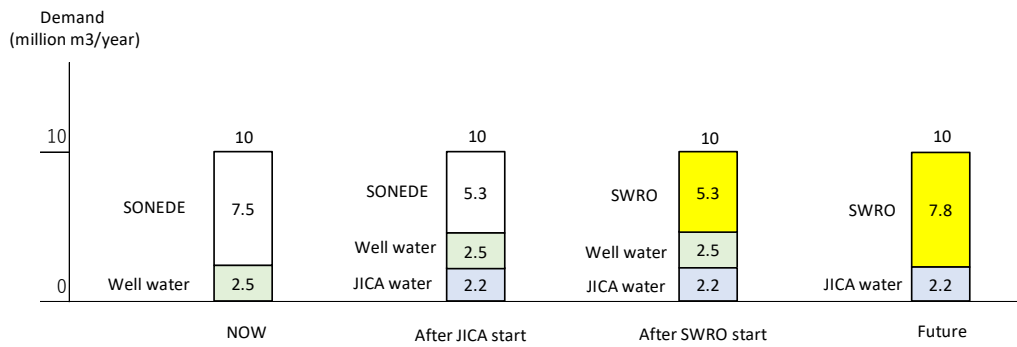 Demand
(million m3/year)
10
0
10
SONEDE
7.5
Well water
2.5
NOW
10
SONEDE
5.3
Well water
2.5
JICA water
2.2
After JICA start
10
SWRO
5.3
Well water
2.5
JICA water
2.2
After SWRO start
10
SWRO
7.8
JICA water
2.2
Future